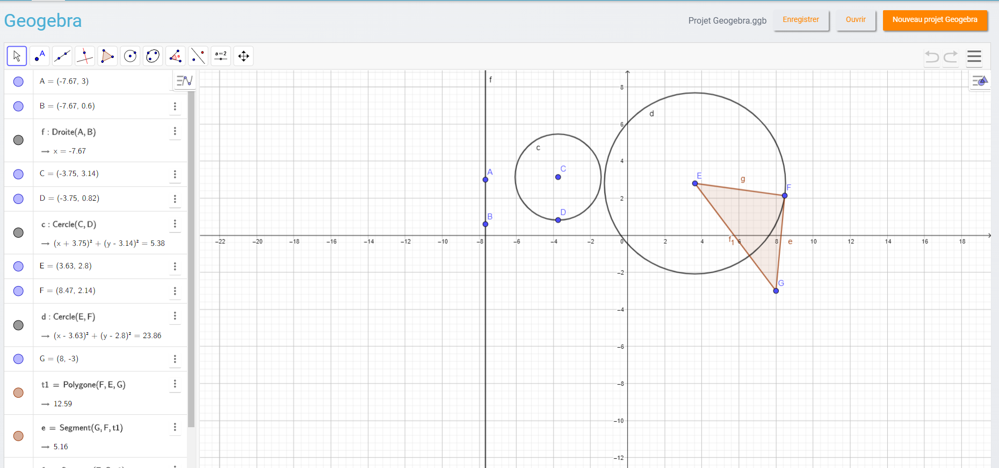 Geogebra
Projet Geogebra.ggb
Enregistrer
Ouvrir
Nouveau projet Geogebra
A
α
a=2
A = (-7.67, 3)
B = (-7.67, 0.6)
f : Droite(A, B)
→ x = -7.67
C = (-3.75, 3.14)
D = (-3.75, 0.82)
c : Cercle(C, D)
→ (x + 3.75)² + (y - 3.14)² = 5.38
E = (3.63, 2.8)
F = (8.47, 2.14)
d : Cercle(E, F)
→ (x - 3.63)² + (y - 2.8)² = 23.86
G = (8, -3)
t1 = Polygone(F, E, G)
→ 12.59
e = Segment(G, F, t1)
→ 5.16
f
8
d
6
c
4
C
A
E
g
F
2
D
B
–22 –20 –18 –16 –14 –12 –10 –8 –6 –4 –2 0 2 4 6 8 10 12 14 16 18
f₁
e
–2
G
–4
–6
–8
–10
–12